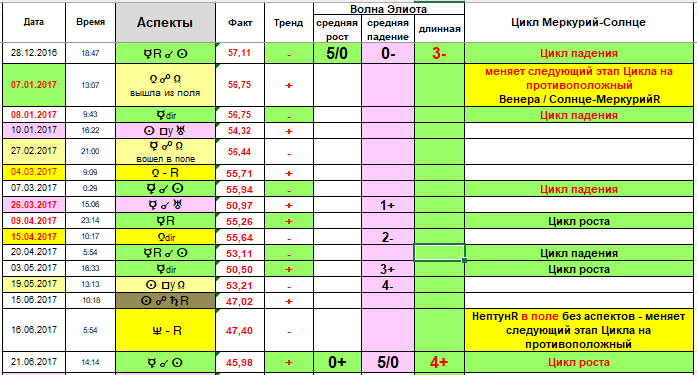 Дата Время Аспекты Факт Тренд Волна Элиота Цикл Меркурий-Солнце
средняя рост средняя падение длинная
28.12.2016 18:47 ☿R ☌ ☉ 57,11 - 5/0 0- 3- Цикл падения
07.01.2017 13:07 ♀ ☍ ☊ 56,75 + меняет следующий этап Цикла на
вышла из поля противоположный
Венера / Солнце-МеркурийR
08.01.2017 9:43 ☿dir 56,75 - Цикл падения
10.01.2017 16:22 ☉ □у ♅ 54,32 +
27.02.2017 21:00 ☿ ☍ ☊ 56,44 -
вошел в поле
04.03.2017 9:09 ♀ - R 55,71 +
07.03.2017 0:29 ☿ ☌ ☉ 55,94 - Цикл падения
26.03.2017 15:06 ☿ ☌ ♅ 50,97 + 1+
09.04.2017 23:14 ☿R 55,26 + Цикл роста
15.04.2017 10:17 ♀dir 55,64 - 2-
20.04.2017 5:54 ☿R ☌ ☉ 53,11 - Цикл падения
03.05.2017 16:33 ☿dir 50,50 + 3+ Цикл роста
19.05.2017 13:13 ☉ □у ☊ 53,21 - 4-
15.06.2017 10:18 ☉ ☍ ♄R 47,02 +
16.06.2017 5:54 ♆ - R 47,40 - НептунR в поле без аспектов - меняет
следующий этап Цикла на
противоположный
21.06.2017 14:14 ☿ ☌ ☉ 45,98 + 0+ 5/0 4+ Цикл роста